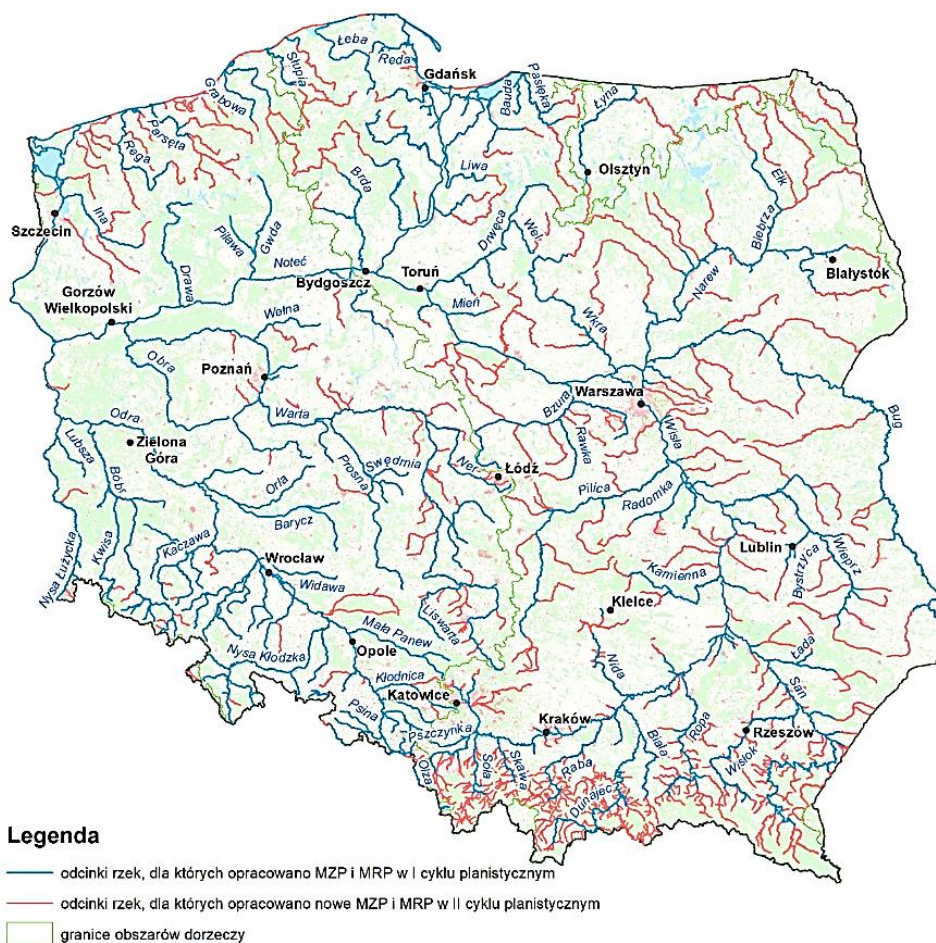 Łeba
Reda
Słupia
Gdańsk
Pasłęka
Bauda
Łyna
Grabowa
Parsęta
Rega
Liwa
Olsztyn
Brda
Ełk
Ina
Szczecin
Drwęca
Wel
Piława
Gwda
Biebrza
Drawa
Noteć
Toruń
Białystok
Bydgoszcz
Narew
Gorzów
Wielkopolski
Mień
Wełna
Wkra
Obra
Poznań
Warszawa
Bzura
Warta
Odra
Bug
Wisła
Rawka
Zielona
Góra
Lubsza
Swędrnia
Ner
Łódź
Prosna
Bóbr
Orla
Pilica
Radomka
Barycz
Kwisa
Kaczawa
Lublin
Wieprz
Nysa Łużycka
Wrocław
Bystrzyca
Widawa
Kamienna
Kielce
Liswarta
Mała Panew
Łada
Nysa Kłodzka
Opole
Nida
Kłodnica
San
Katowice
Psina
Kraków
Ropa
Rzeszów
Pszczynka
Biała
Wisłok
Olza
Soła
Skawa
Raba
Dunajec
Legenda
odcinki rzek, dla których opracowano MZP i MRP w I cyklu planistycznym
odcinki rzek, dla których opracowano nowe MZP i MRP w II cyklu planistycznym
granice obszarów dorzeczy